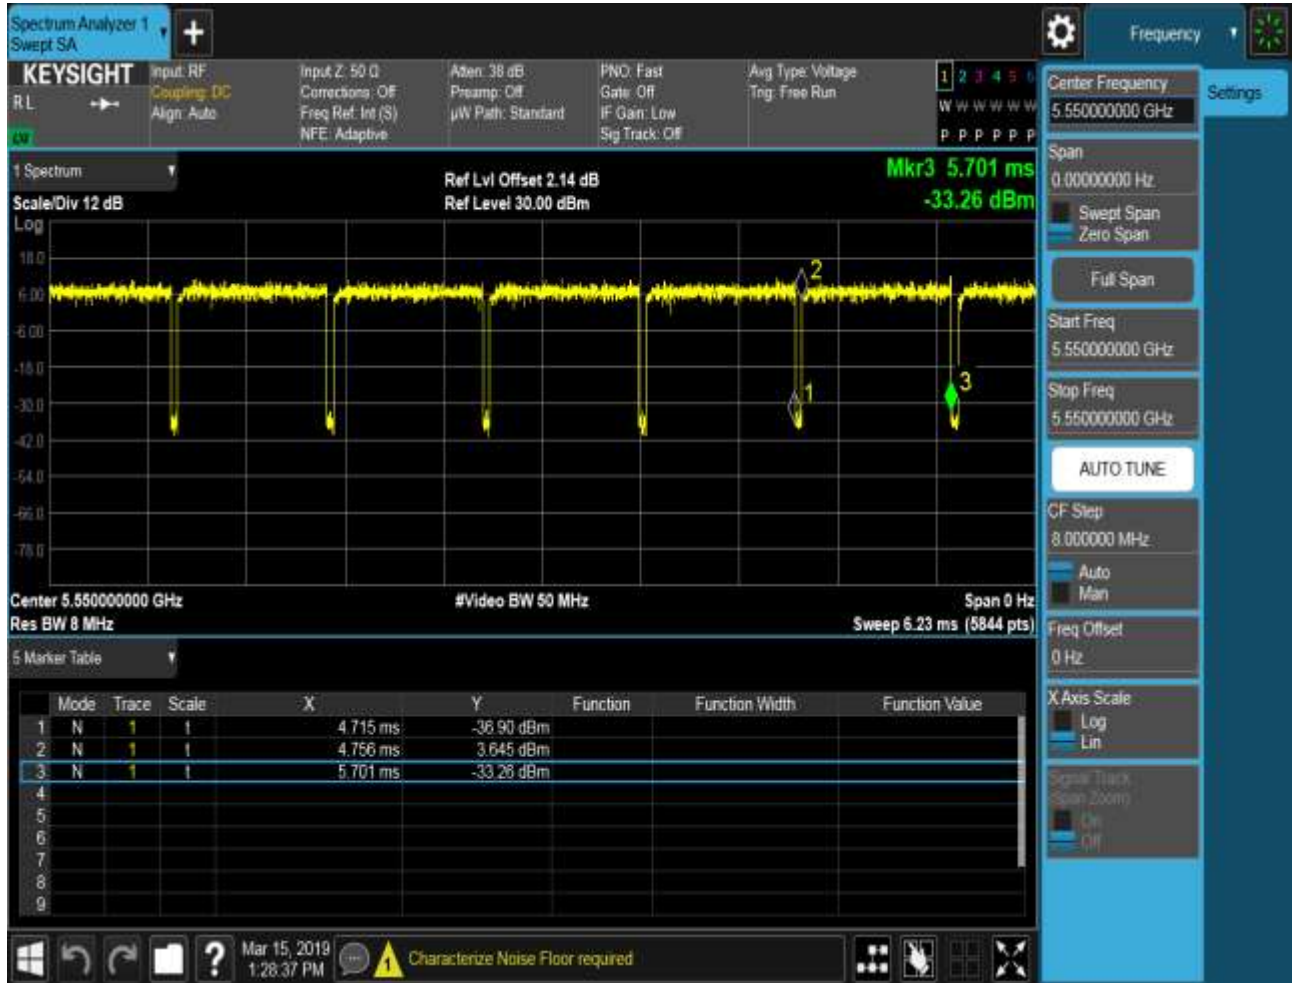 Spectrum Analyzer 1
Swept SA
Frequency
KEYSIGHT
R L
Input: RF
Coupling: DC
Align: Auto
Input Z: 50 Ω
Corrections: Off
Freq Ref: Int (S)
NFE: Adaptive
Atten: 38 dB
Preamp: Off
µW Path: Standard
PNO: Fast
Gate: Off
IF Gain: Low
Sig Track: Off
Avg Type: Voltage
Trig: Free Run
1 2 3 4 5 6
W W W W W W
P P P P P P
1 Spectrum
Scale/Div 12 dB
Ref Lvl Offset 2.14 dB
Ref Level 30.00 dBm
Mkr3 5.701 ms
-33.26 dBm
Log
18.0
6.00
-6.00
-18.0
-30.0
-42.0
-54.0
-66.0
-78.0
2
1
3
Center 5.550000000 GHz
Res BW 8 MHz
#Video BW 50 MHz
Span 0 Hz
Sweep 6.23 ms (5844 pts)
5 Marker Table
Mode Trace Scale X Y Function Function Width Function Value
1 N 1 t 4.715 ms -36.90 dBm
2 N 1 t 4.756 ms 3.645 dBm
3 N 1 t 5.701 ms -33.26 dBm
4
5
6
7
8
9
Mar 15, 2019
1:28:37 PM
1
Characterize Noise Floor required
Center Frequency
5.550000000 GHz
Settings
Span
0.00000000 Hz
Swept Span
Zero Span
Full Span
Start Freq
5.550000000 GHz
Stop Freq
5.550000000 GHz
AUTO TUNE
CF Step
8.000000 MHz
Auto
Man
Freq Offset
0 Hz
X Axis Scale
Log
Lin
Signal Track
(Span Zoom)
On
Off